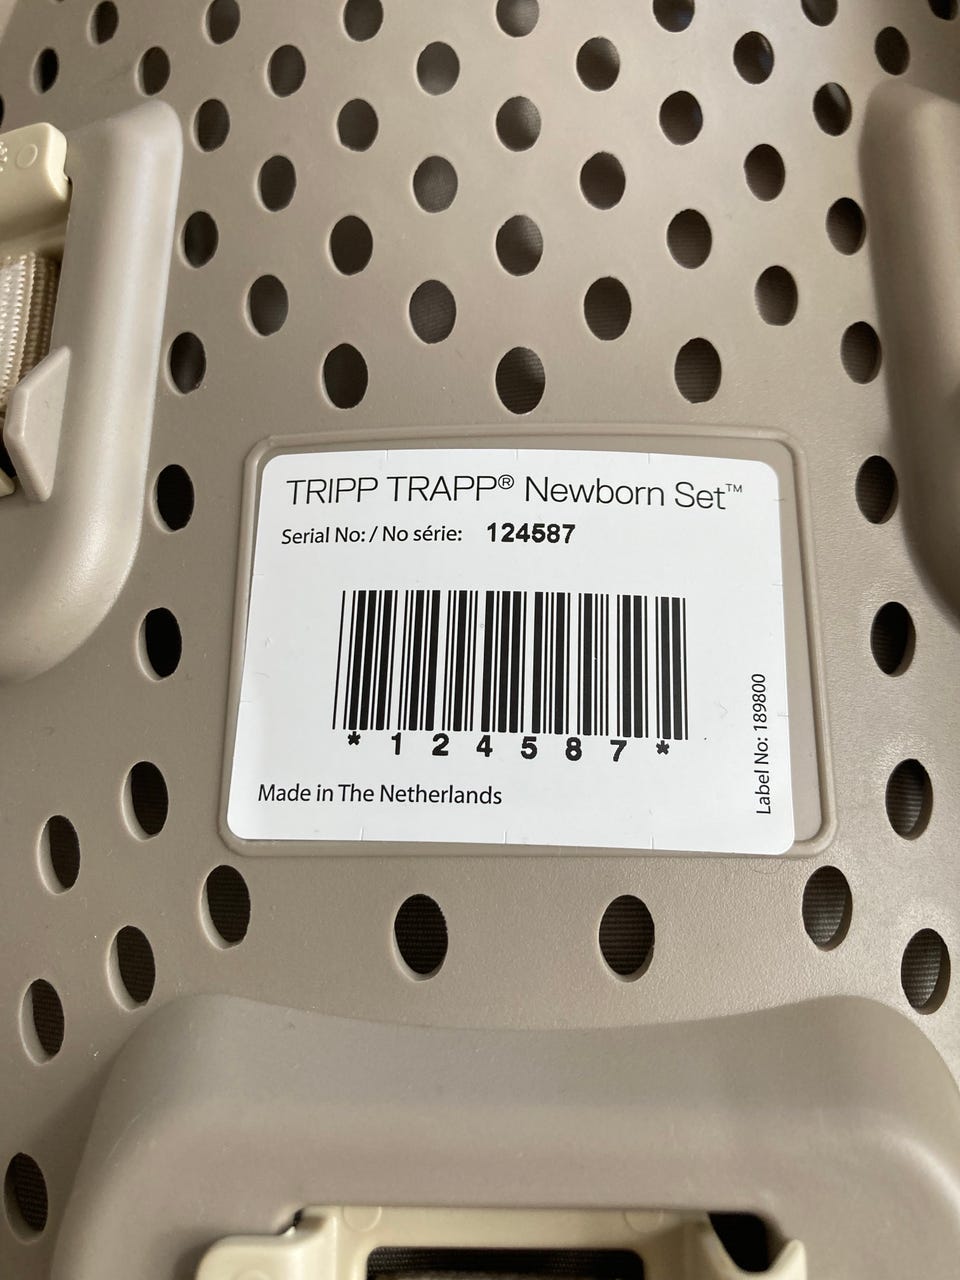 TRIPP TRAPP® Newborn Set™
Serial No: / No série: 124587
*124587*
Made in The Netherlands
Label No: 189800